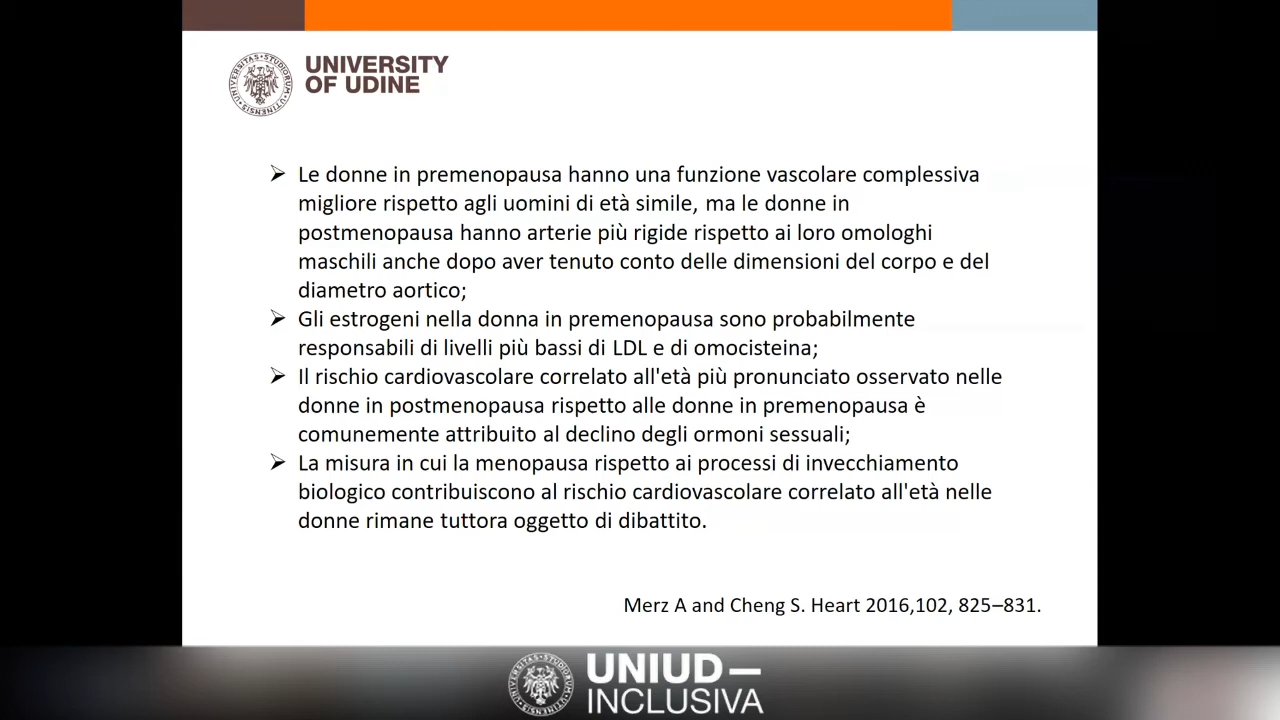 UNIVERSITY
OF UDINE
➢ Le donne in premenopausa hanno una funzione vascolare complessiva
migliore rispetto agli uomini di età simile, ma le donne in
postmenopausa hanno arterie più rigide rispetto ai loro omologhi
maschili anche dopo aver tenuto conto delle dimensioni del corpo e del
diametro aortico;
➢ Gli estrogeni nella donna in premenopausa sono probabilmente
responsabili di livelli più bassi di LDL e di omocisteina;
➢ Il rischio cardiovascolare correlato all'età più pronunciato osservato nelle
donne in postmenopausa rispetto alle donne in premenopausa è
comunemente attribuito al declino degli ormoni sessuali;
➢ La misura in cui la menopausa rispetto ai processi di invecchiamento
biologico contribuiscono al rischio cardiovascolare correlato all'età nelle
donne rimane tuttora oggetto di dibattito.
Merz A and Cheng S. Heart 2016,102, 825–831.
UNIUD—
INCLUSIVA